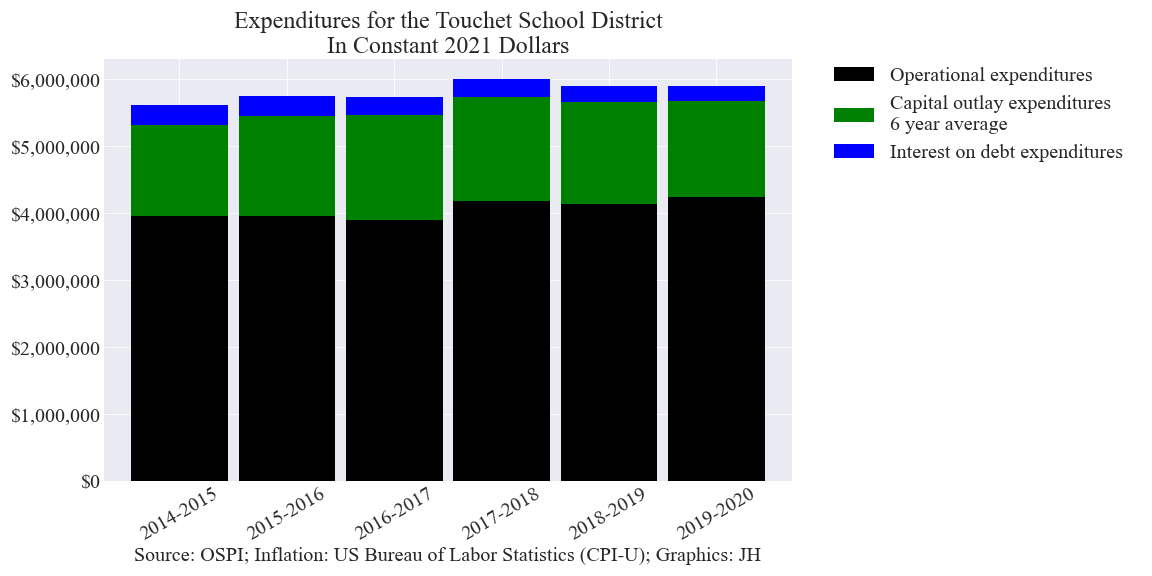 Expenditures for the Touchet School District
In Constant 2021 Dollars
$6,000,000
$5,000,000
$4,000,000
$3,000,000
$2,000,000
$1,000,000
$0
2014-2015
2015-2016
2016-2017
2017-2018
2018-2019
2019-2020
Source: OSPI; Inflation: US Bureau of Labor Statistics (CPI-U); Graphics: JH
Operational expenditures
Capital outlay expenditures
6 year average
Interest on debt expenditures